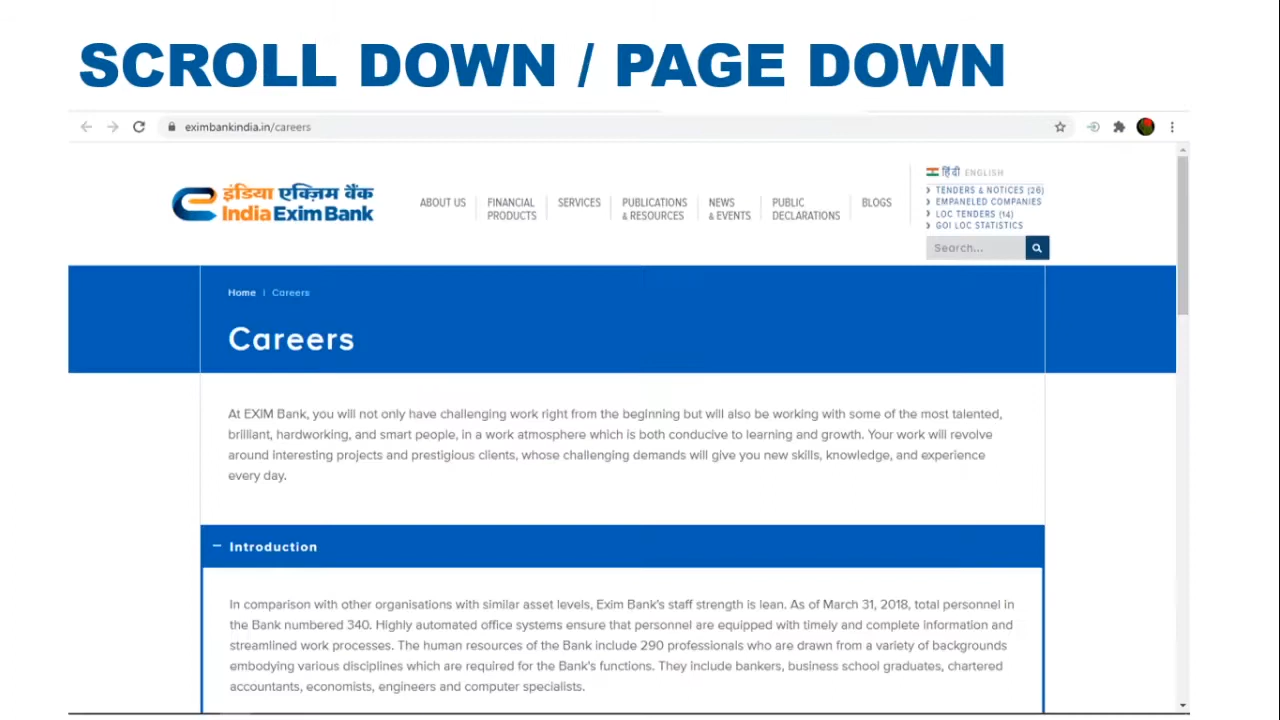 SCROLL DOWN / PAGE DOWN
eximbankindia.in/careers
इंडिया एक्ज़िम बैंक
India Exim Bank
ABOUT US
FINANCIAL
PRODUCTS
SERVICES
PUBLICATIONS
& RESOURCES
NEWS
& EVENTS
PUBLIC
DECLARATIONS
BLOGS
हिंदी ENGLISH
TENDERS & NOTICES (26)
EMPANELED COMPANIES
LOC TENDERS (14)
GOI LOC STATISTICS
Search...
Home | Careers
Careers
At EXIM Bank, you will not only have challenging work right from the beginning but will also be working with some of the most talented,
brilliant, hardworking, and smart people, in a work atmosphere which is both conducive to learning and growth. Your work will revolve
around interesting projects and prestigious clients, whose challenging demands will give you new skills, knowledge, and experience
every day.
Introduction
In comparison with other organisations with similar asset levels, Exim Bank's staff strength is lean. As of March 31, 2018, total personnel in
the Bank numbered 340. Highly automated office systems ensure that personnel are equipped with timely and complete information and
streamlined work processes. The human resources of the Bank include 290 professionals who are drawn from a variety of backgrounds
embodying various disciplines which are required for the Bank's functions. They include bankers, business school graduates, chartered
accountants, economists, engineers and computer specialists.